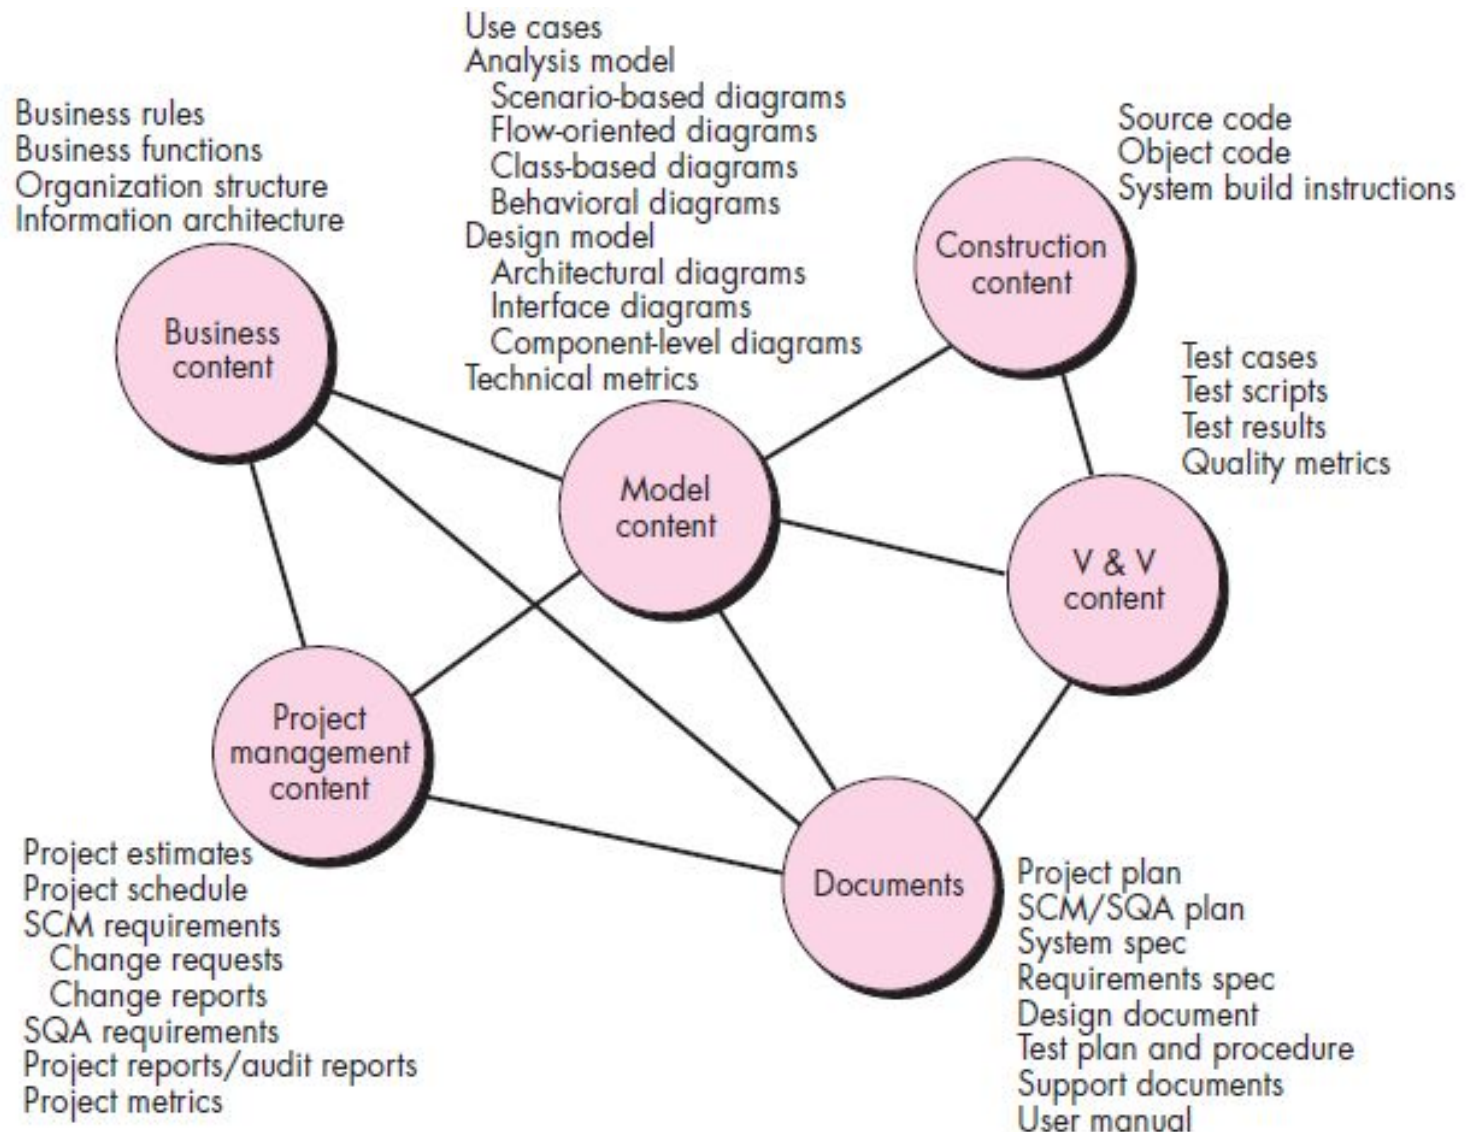 Use cases
Analysis model
Scenario-based diagrams
Flow-oriented diagrams
Class-based diagrams
Behavioral diagrams
Design model
Architectural diagrams
Interface diagrams
Component-level diagrams
Technical metrics
Business rules
Business functions
Organization structure
Information architecture
Source code
Object code
System build instructions
Business
content
Construction
content
Test cases
Test scripts
Test results
Quality metrics
Model
content
V & V
content
Project
management
content
Documents
Project estimates
Project schedule
SCM requirements
Change requests
Change reports
SQA requirements
Project reports/audit reports
Project metrics
Project plan
SCM/SQA plan
System spec
Requirements spec
Design document
Test plan and procedure
Support documents
User manual